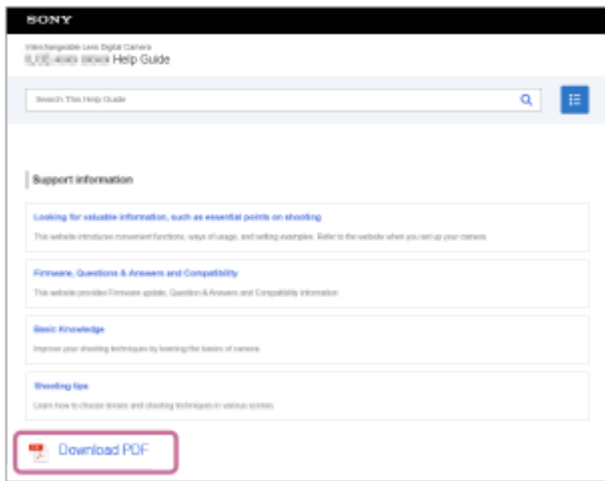 SONY
Interchangeable Lens Digital Camera
Help Guide
Search This Help Guide
Support information
Looking for valuable information, such as essential points on shooting
This website introduces convenient functions, ways of usage, and setting examples. Refer to the website when you set up your camera.
Firmware, Questions & Answers and Compatibility
This website provides Firmware update, Question & Answers and Compatibility information.
Basic Knowledge
Improve your shooting techniques by learning the basics of camera.
Shooting tips
Learn how to choose lenses and shooting techniques in various scenes.
Download PDF